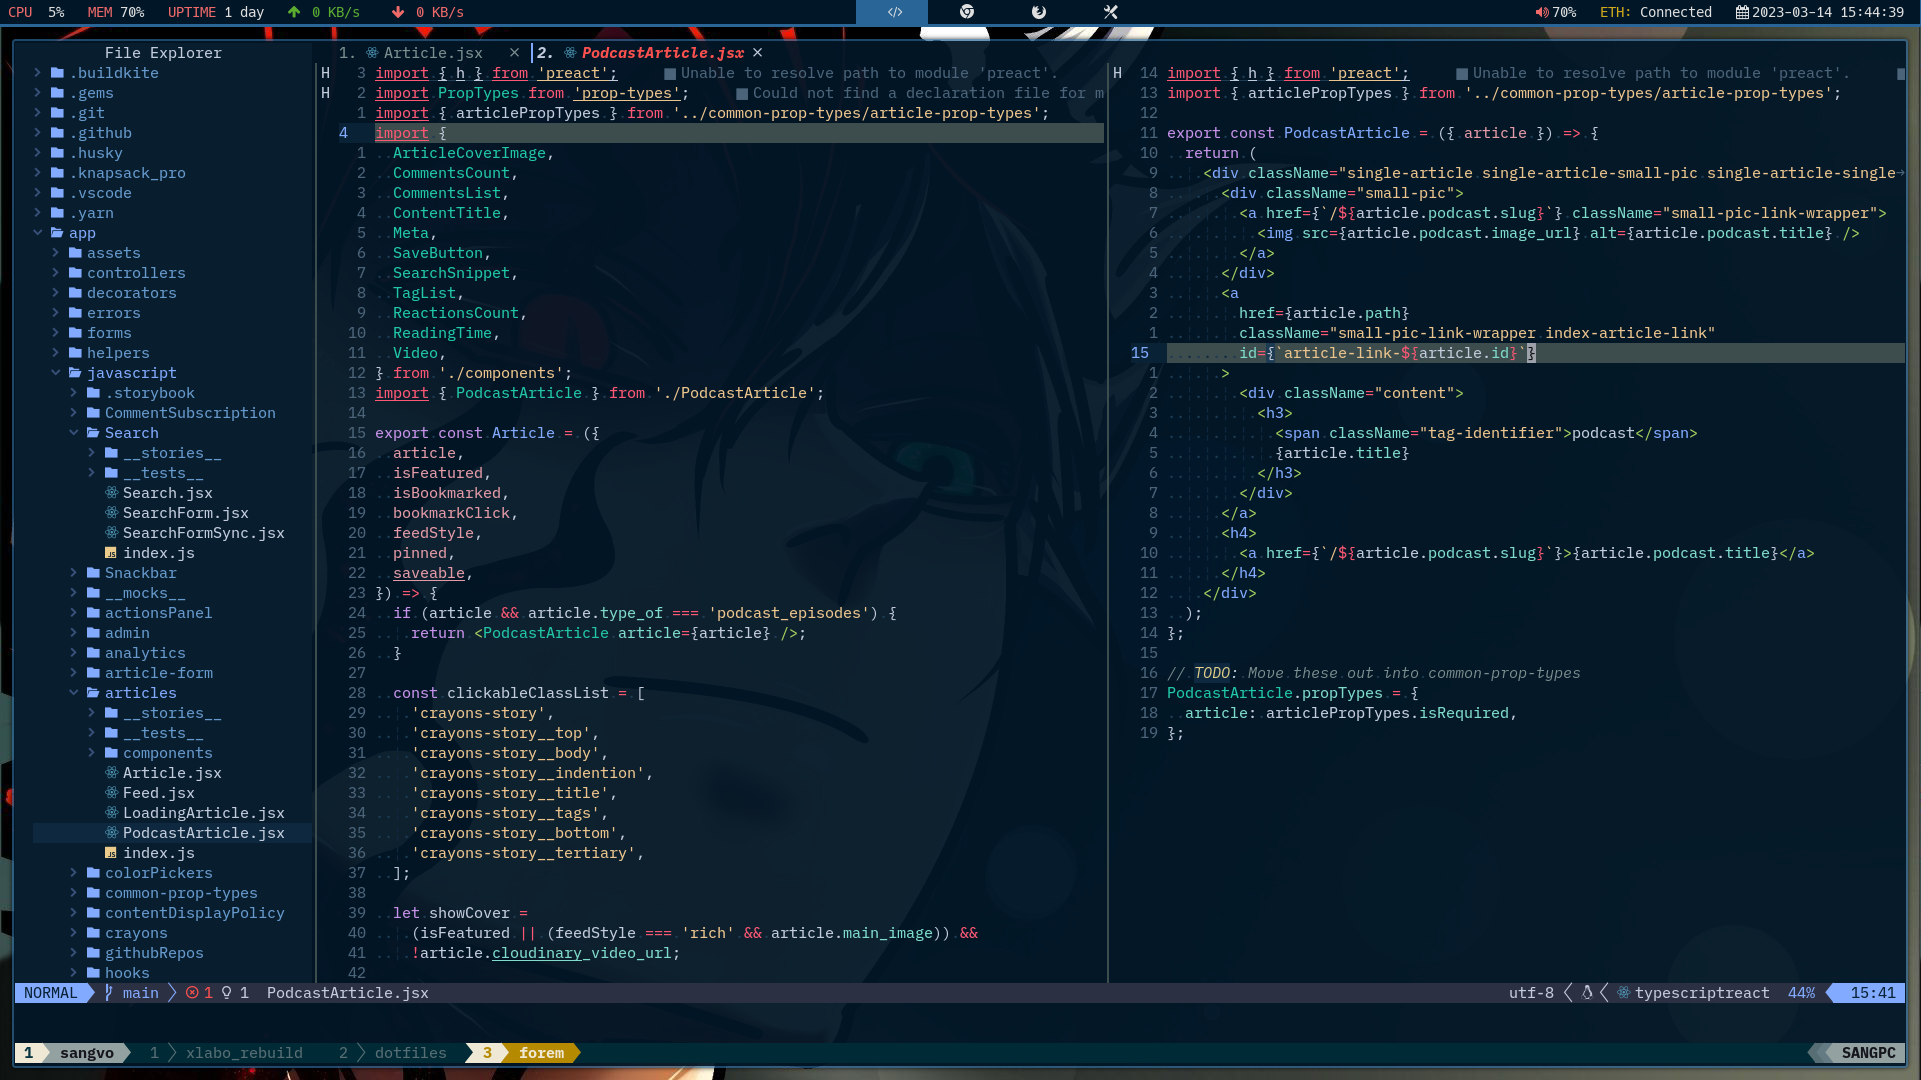 CPU 5% MEM 70% UPTIME 1 day 0 KB/s 0 KB/s </> 70% ETH: Connected 2023-03-14 15:44:39
File Explorer
.buildkite
.gems
.git
.github
.husky
.knapsack_pro
.vscode
.yarn
app
assets
controllers
decorators
errors
forms
helpers
javascript
.storybook
CommentSubscription
Search
__stories__
__tests__
Search.jsx
SearchForm.jsx
SearchFormSync.jsx
index.js
Snackbar
__mocks__
actionsPanel
admin
analytics
article-form
articles
__stories__
__tests__
components
Article.jsx
Feed.jsx
LoadingArticle.jsx
PodcastArticle.jsx
index.js
colorPickers
common-prop-types
contentDisplayPolicy
crayons
githubRepos
hooks
1. Article.jsx × 2. PodcastArticle.jsx ×
H 3 import { h } from 'preact'; Unable to resolve path to module 'preact'.
H 2 import PropTypes from 'prop-types'; Could not find a declaration file for m
1 import { articlePropTypes } from '../common-prop-types/article-prop-types';
4 import {
1 ArticleCoverImage,
2 CommentsCount,
3 CommentsList,
4 ContentTitle,
5 Meta,
6 SaveButton,
7 SearchSnippet,
8 TagList,
9 ReactionsCount,
10 ReadingTime,
11 Video,
12 } from './components';
13 import { PodcastArticle } from './PodcastArticle';
14
15 export const Article = ({
16 article,
17 isFeatured,
18 isBookmarked,
19 bookmarkClick,
20 feedStyle,
21 pinned,
22 saveable,
23 }) => {
24 if (article && article.type_of === 'podcast_episodes') {
25 return <PodcastArticle article={article} />;
26 }
27
28 const clickableClassList = [
29 'crayons-story',
30 'crayons-story__top',
31 'crayons-story__body',
32 'crayons-story__indention',
33 'crayons-story__title',
34 'crayons-story__tags',
35 'crayons-story__bottom',
36 'crayons-story__tertiary',
37 ];
38
39 let showCover =
40 (isFeatured || (feedStyle === 'rich' && article.main_image)) &&
41 !article.cloudinary_video_url;
42
H 14 import { h } from 'preact'; Unable to resolve path to module 'preact'.
13 import { articlePropTypes } from '../common-prop-types/article-prop-types';
12
11 export const PodcastArticle = ({ article }) => {
10 return (
9 <div className="single-article single-article-small-pic single-article-single→
8 <div className="small-pic">
7 <a href={`/${article.podcast.slug}`} className="small-pic-link-wrapper">
6 <img src={article.podcast.image_url} alt={article.podcast.title} />
5 </a>
4 </div>
3 <a
2 href={article.path}
1 className="small-pic-link-wrapper index-article-link"
15 id={`article-link-${article.id}`}
1 >
2 <div className="content">
3 <h3>
4 <span className="tag-identifier">podcast</span>
5 {article.title}
6 </h3>
7 </div>
8 </a>
9 <h4>
10 <a href={`/${article.podcast.slug}`}>{article.podcast.title}</a>
11 </h4>
12 </div>
13 );
14 };
15
16 // TODO: Move these out into common-prop-types
17 PodcastArticle.propTypes = {
18 article: articlePropTypes.isRequired,
19 };
NORMAL main 1 1 PodcastArticle.jsx utf-8 typescriptreact 44% 15:41
1 sangvo 1 xlabo_rebuild 2 dotfiles 3 forem SANGPC